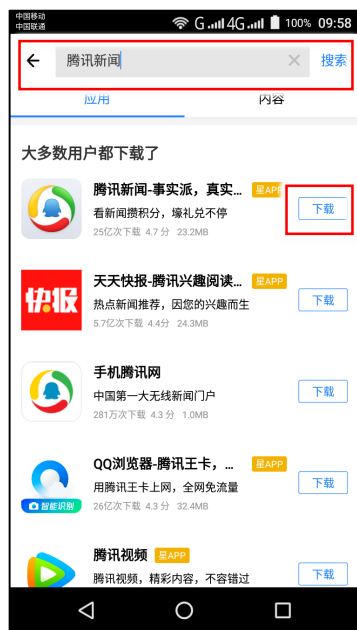 中国移动
中国联通
G 4G 100% 09:58
腾讯新闻 搜索
应用 内容
大多数用户都下载了
腾讯新闻-事实派，真实... 星APP
看新闻攒积分，壕礼兑不停
25亿次下载 4.7分 23.2MB
下载
快报
天天快报-腾讯兴趣阅读... 星APP
热点新闻推荐，因您的兴趣而生
5.7亿次下载 4.4分 24.3MB
下载
手机腾讯网
中国第一大无线新闻门户
281万次下载 4.3分 1.0MB
下载
智能识别
QQ浏览器-腾讯王卡，... 星APP
用腾讯王卡上网，全网免流量
26亿次下载 4.3分 32.4MB
下载
腾讯视频 星APP
腾讯视频，精彩内容，不容错过
下载